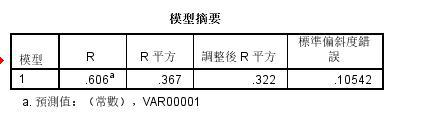 模型摘要
模型 R R 平方 調整後 R 平方 標準偏斜度錯誤
1 .606a .367 .322 .10542
a. 預測值：（常數），VAR00001